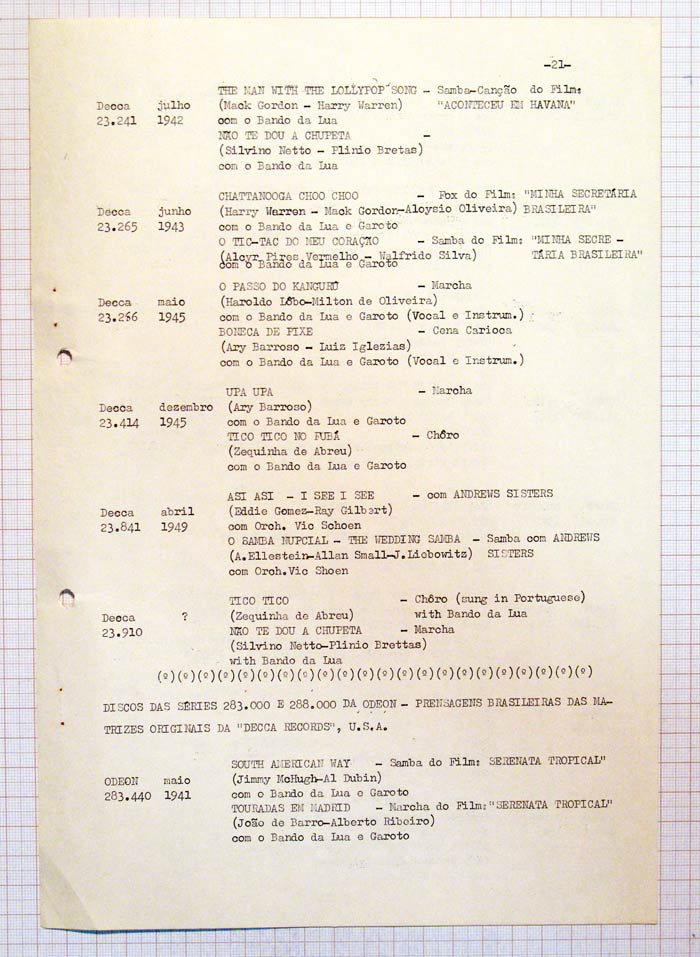 -21-
THE MAN WITH THE LOLLYPOP SONG - Samba-Canção do Film:
Decca julho (Mack Gordon - Harry Warren) "ACONTECEU EM HAVANA"
23.241 1942 com o Bando da Lua
NÃO TE DOU A CHUPETA -
(Silvino Netto - Plinio Bretas)
com o Bando da Lua
CHATTANOOGA CHOO CHOO - Fox do Film: "MINHA SECRETÁRIA
Decca junho (Harry Warren - Mack Gordon-Aloysio Oliveira) BRASILEIRA"
23.265 1943 com o Bando da Lua e Garoto
O TIC-TAC DO MEU CORAÇÃO - Samba do Film: "MINHA SECRE -
(Alcyr Pires Vermelho - Walfrido Silva) TÁRIA BRASILEIRA"
com o Bando da Lua e Garoto
O PASSO DO KANGURÚ - Marcha
Decca maio (Haroldo Lôbo-Milton de Oliveira)
23.266 1945 com o Bando da Lua e Garoto (Vocal e Instrum.)
BONECA DE PIXE - Cena Carioca
(Ary Barroso - Luiz Iglezias)
com o Bando da Lua e Garoto (Vocal e Instrum.)
UPA UPA - Marcha
Decca dezembro (Ary Barroso)
23.414 1945 com o Bando da Lua e Garoto
TICO TICO NO FUBÁ - Chôro
(Zequinha de Abreu)
com o Bando da Lua e Garoto
ASI ASI - I SEE I SEE - com ANDREWS SISTERS
Decca abril (Eddie Gomez-Ray Gilbert)
23.841 1949 com Orch. Vic Schoen
O SAMBA NUPCIAL - THE WEDDING SAMBA - Samba com ANDREWS
(A.Ellestein-Allan Small-J.Liebowitz) SISTERS
com Orch.Vic Shoen
TICO TICO - Chôro (sung in Portuguese)
Decca ? (Zequinha de Abreu) with Bando da Lua
23.910 NÃO TE DOU A CHUPETA - Marcha
(Silvino Netto-Plinio Brettas)
with Bando da Lua
(º)(º)(º)(º)(º)(º)(º)(º)(º)(º)(º)(º)(º)(º)(º)(º)(º)(º)(º)(º)(º)(º)
DISCOS DAS SÉRIES 283.000 E 288.000 DA ODEON - PRENSAGENS BRASILEIRAS DAS MA-
TRIZES ORIGINAIS DA "DECCA RECORDS", U.S.A.
SOUTH AMERICAN WAY - Samba do Film: SERENATA TROPICAL"
ODEON maio (Jimmy McHugh-Al Dubin)
283.440 1941 com o Bando da Lua e Garoto
TOURADAS EM MADRID - Marcha do Film:"SERENATA TROPICAL"
(João de Barro-Alberto Ribeiro)
com o Bando da Lua e Garoto